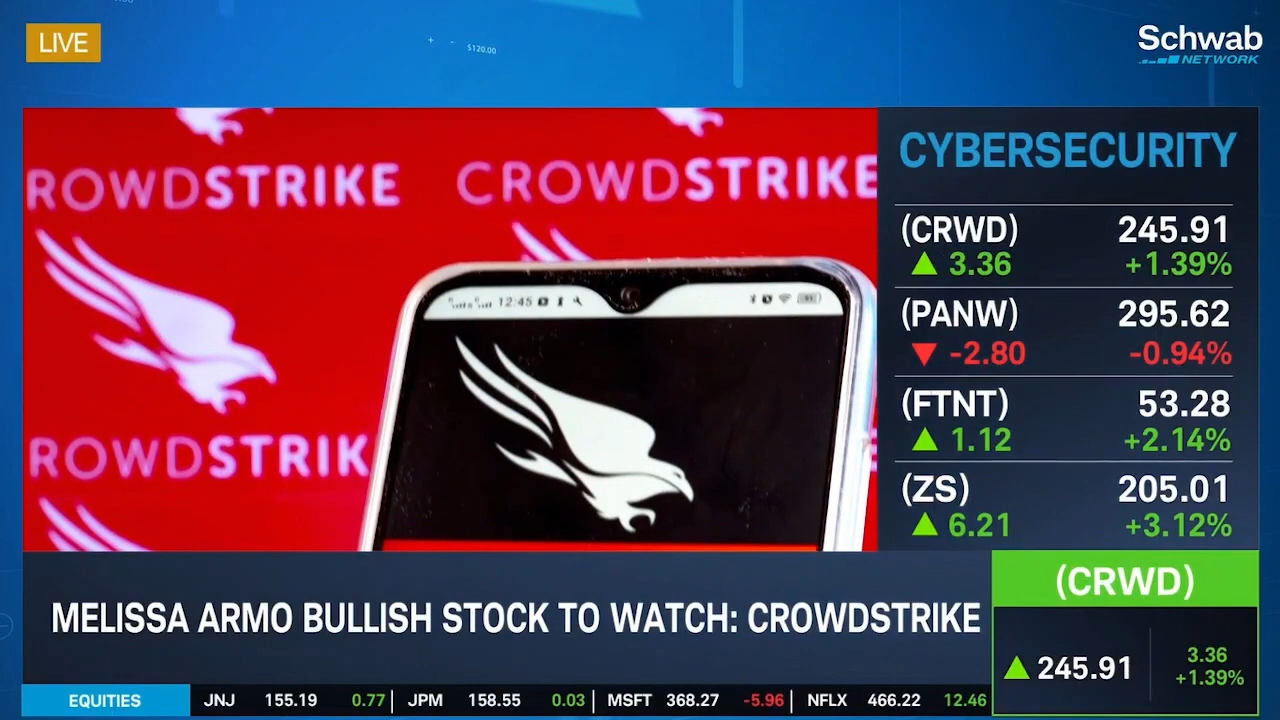 LIVE
$120.00
Schwab
NETWORK
ROWDSTRIKE
CROWDSTRIKE
ROWDSTRIK
12:45
CYBERSECURITY
(CRWD) 245.91
▲ 3.36 +1.39%
(PANW) 295.62
▼ -2.80 -0.94%
(FTNT) 53.28
▲ 1.12 +2.14%
(ZS) 205.01
▲ 6.21 +3.12%
MELISSA ARMO BULLISH STOCK TO WATCH: CROWDSTRIKE
(CRWD)
▲ 245.91 3.36
+1.39%
EQUITIES JNJ 155.19 0.77 JPM 158.55 0.03 MSFT 368.27 -5.96 NFLX 466.22 12.46